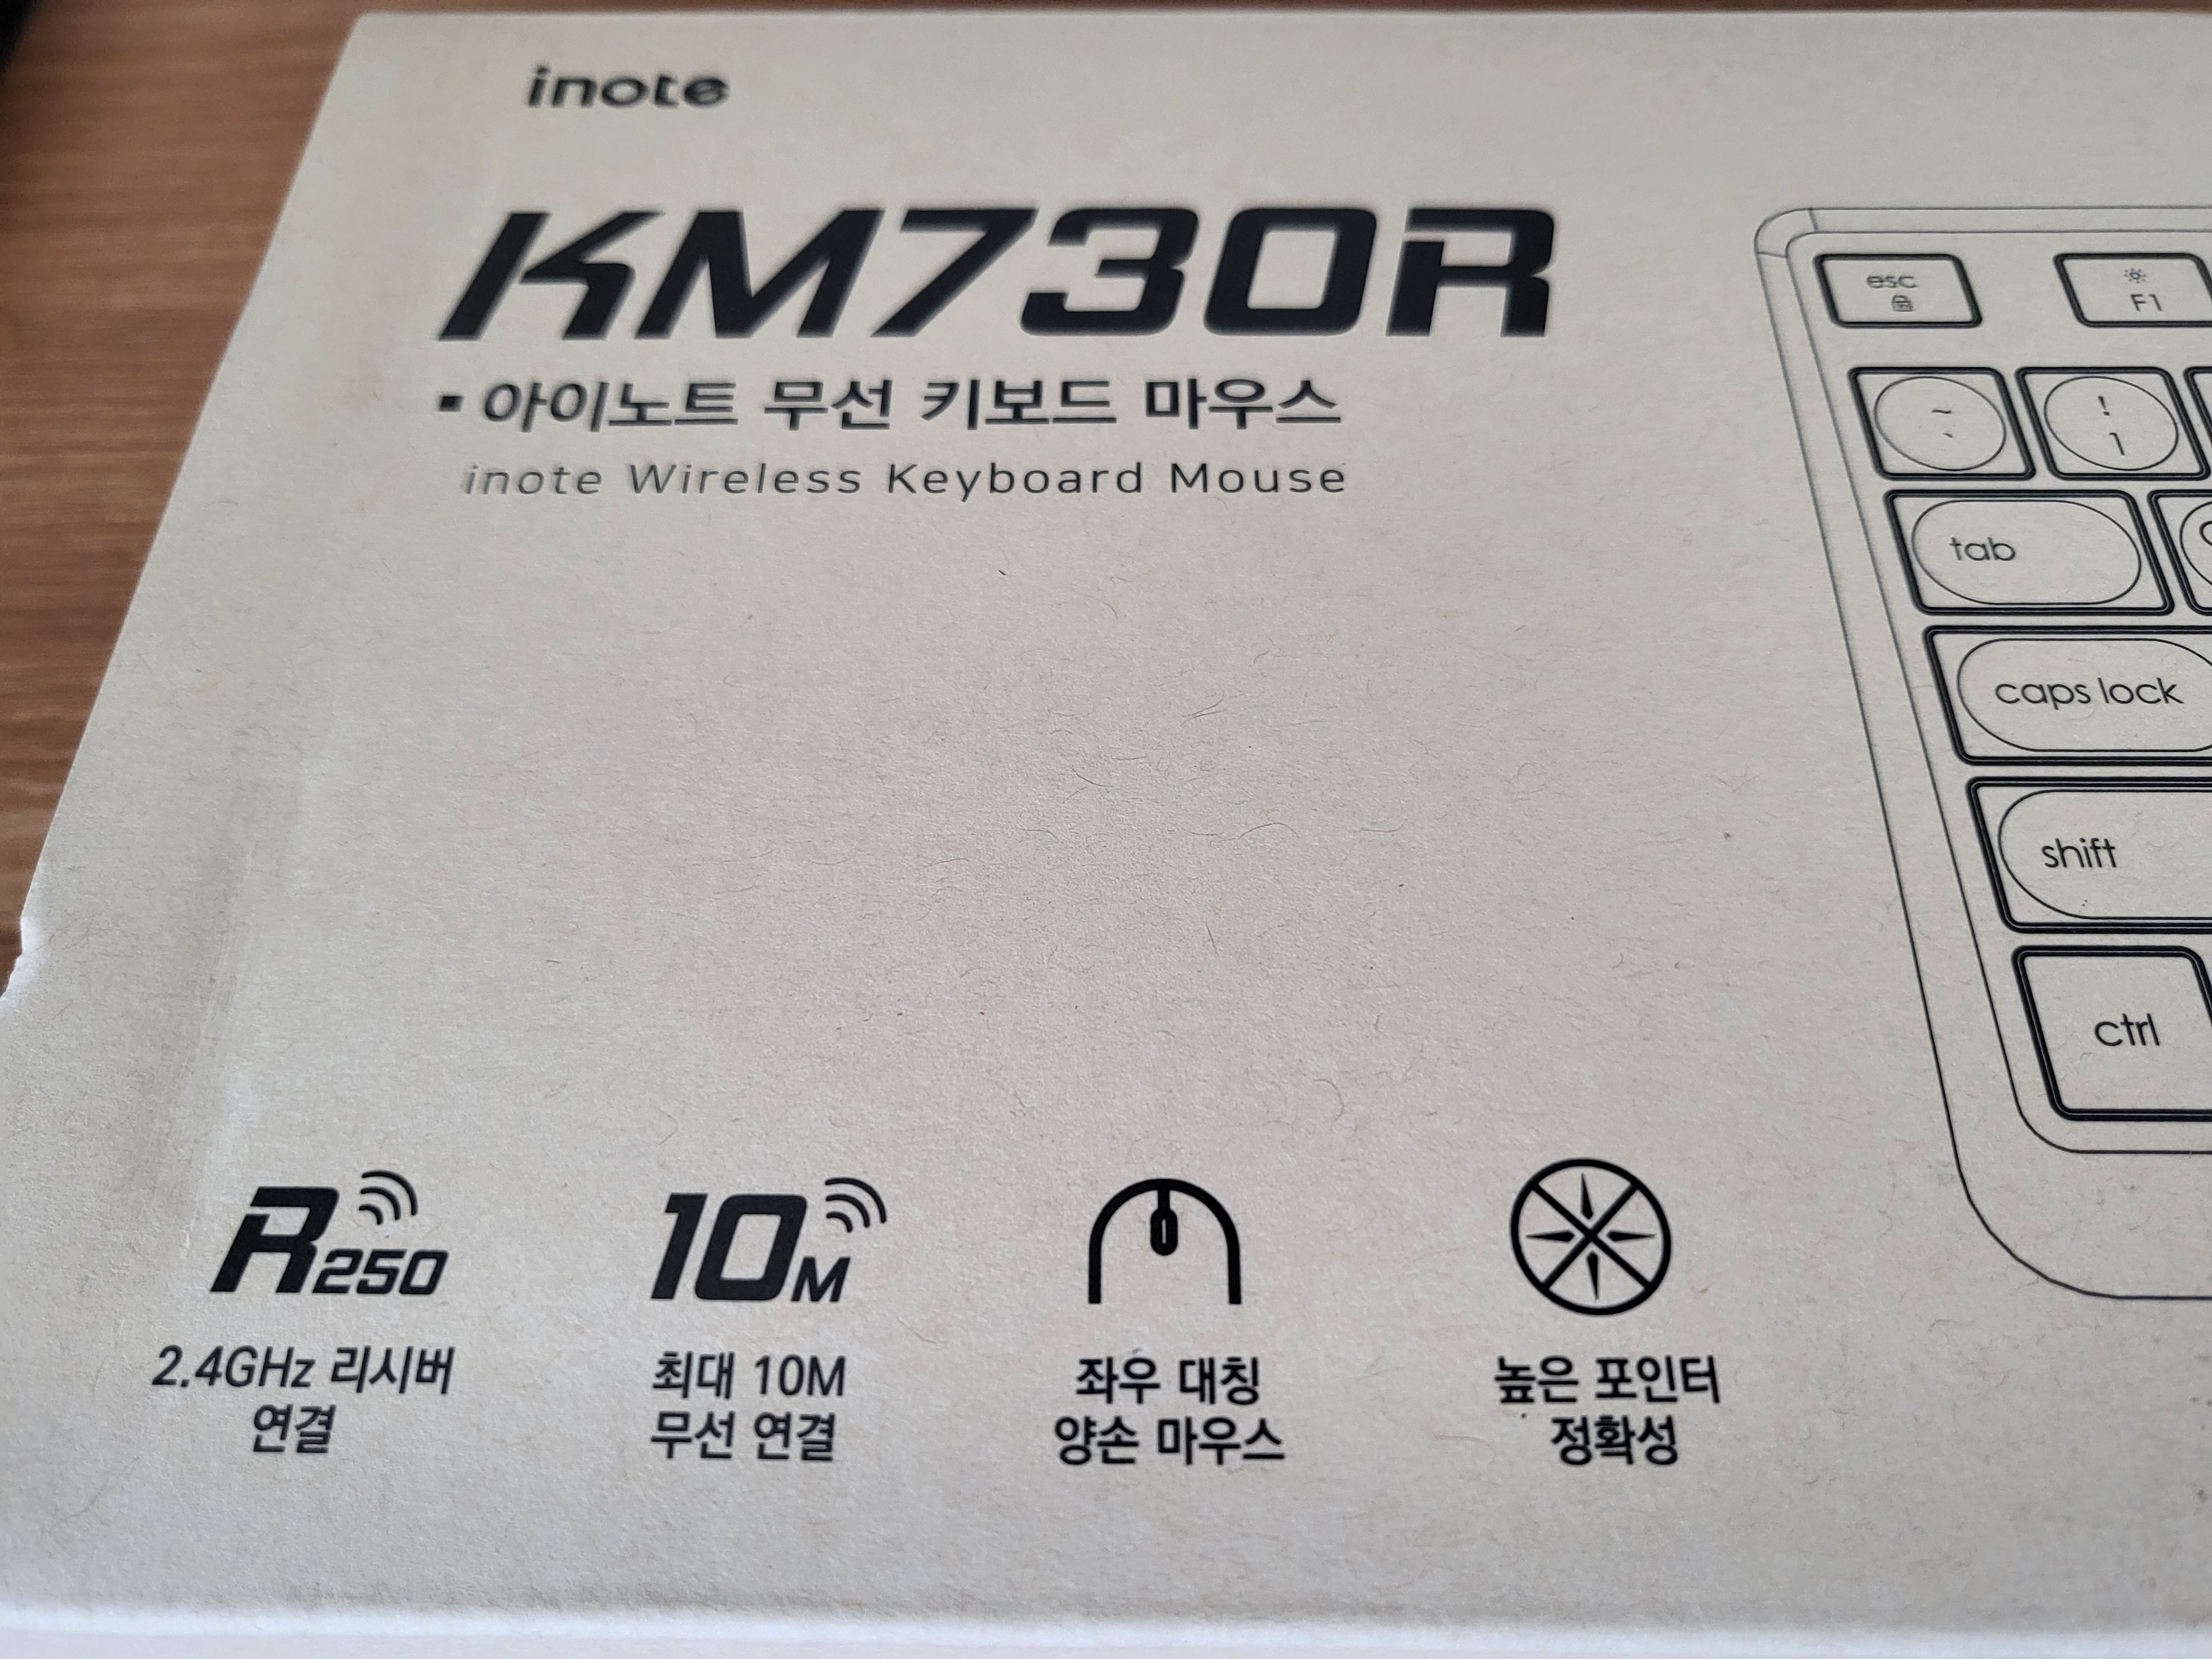 inote
KM730R
▪ 아이노트 무선 키보드 마우스
inote Wireless Keyboard Mouse
esc
F1
~
`
!
1
tab
caps lock
shift
ctrl
R250
2.4GHz 리시버
연결
10M
최대 10M
무선 연결
좌우 대칭
양손 마우스
높은 포인터
정확성